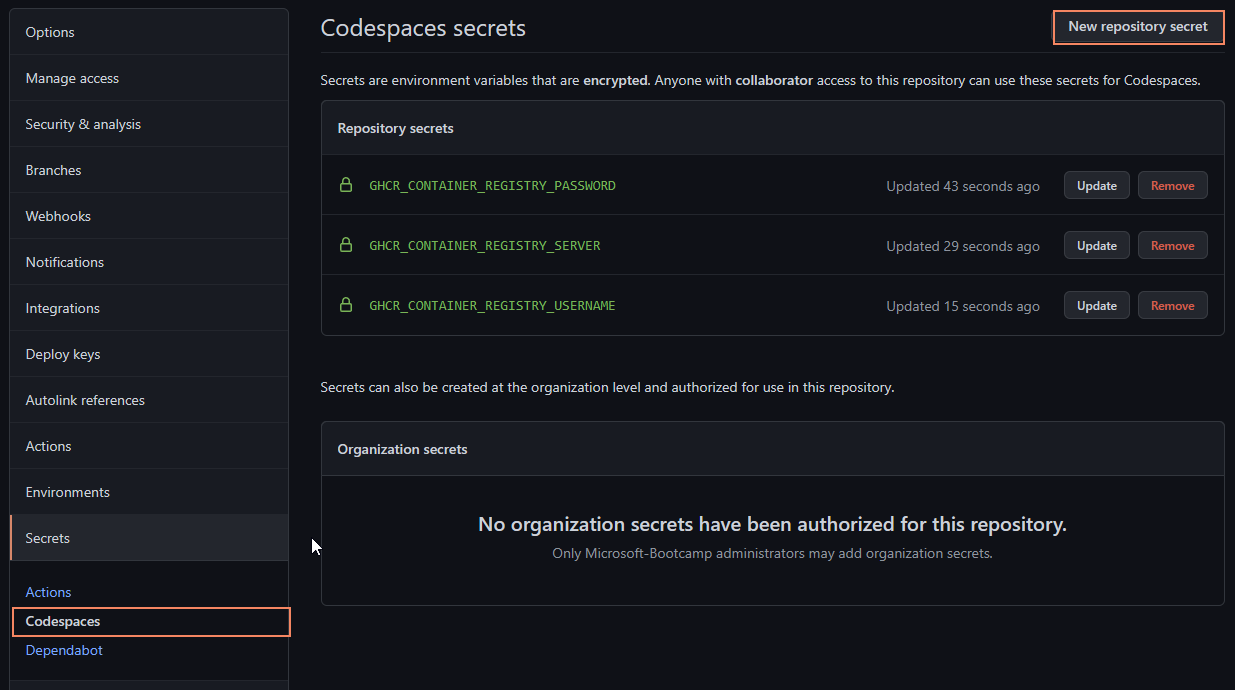 Options
Manage access
Security & analysis
Branches
Webhooks
Notifications
Integrations
Deploy keys
Autolink references
Actions
Environments
Secrets
Actions
Codespaces
Dependabot
Codespaces secrets
New repository secret
Secrets are environment variables that are encrypted. Anyone with collaborator access to this repository can use these secrets for Codespaces.
Repository secrets
GHCR_CONTAINER_REGISTRY_PASSWORD Updated 43 seconds ago Update Remove
GHCR_CONTAINER_REGISTRY_SERVER Updated 29 seconds ago Update Remove
GHCR_CONTAINER_REGISTRY_USERNAME Updated 15 seconds ago Update Remove
Secrets can also be created at the organization level and authorized for use in this repository.
Organization secrets
No organization secrets have been authorized for this repository.
Only Microsoft-Bootcamp administrators may add organization secrets.